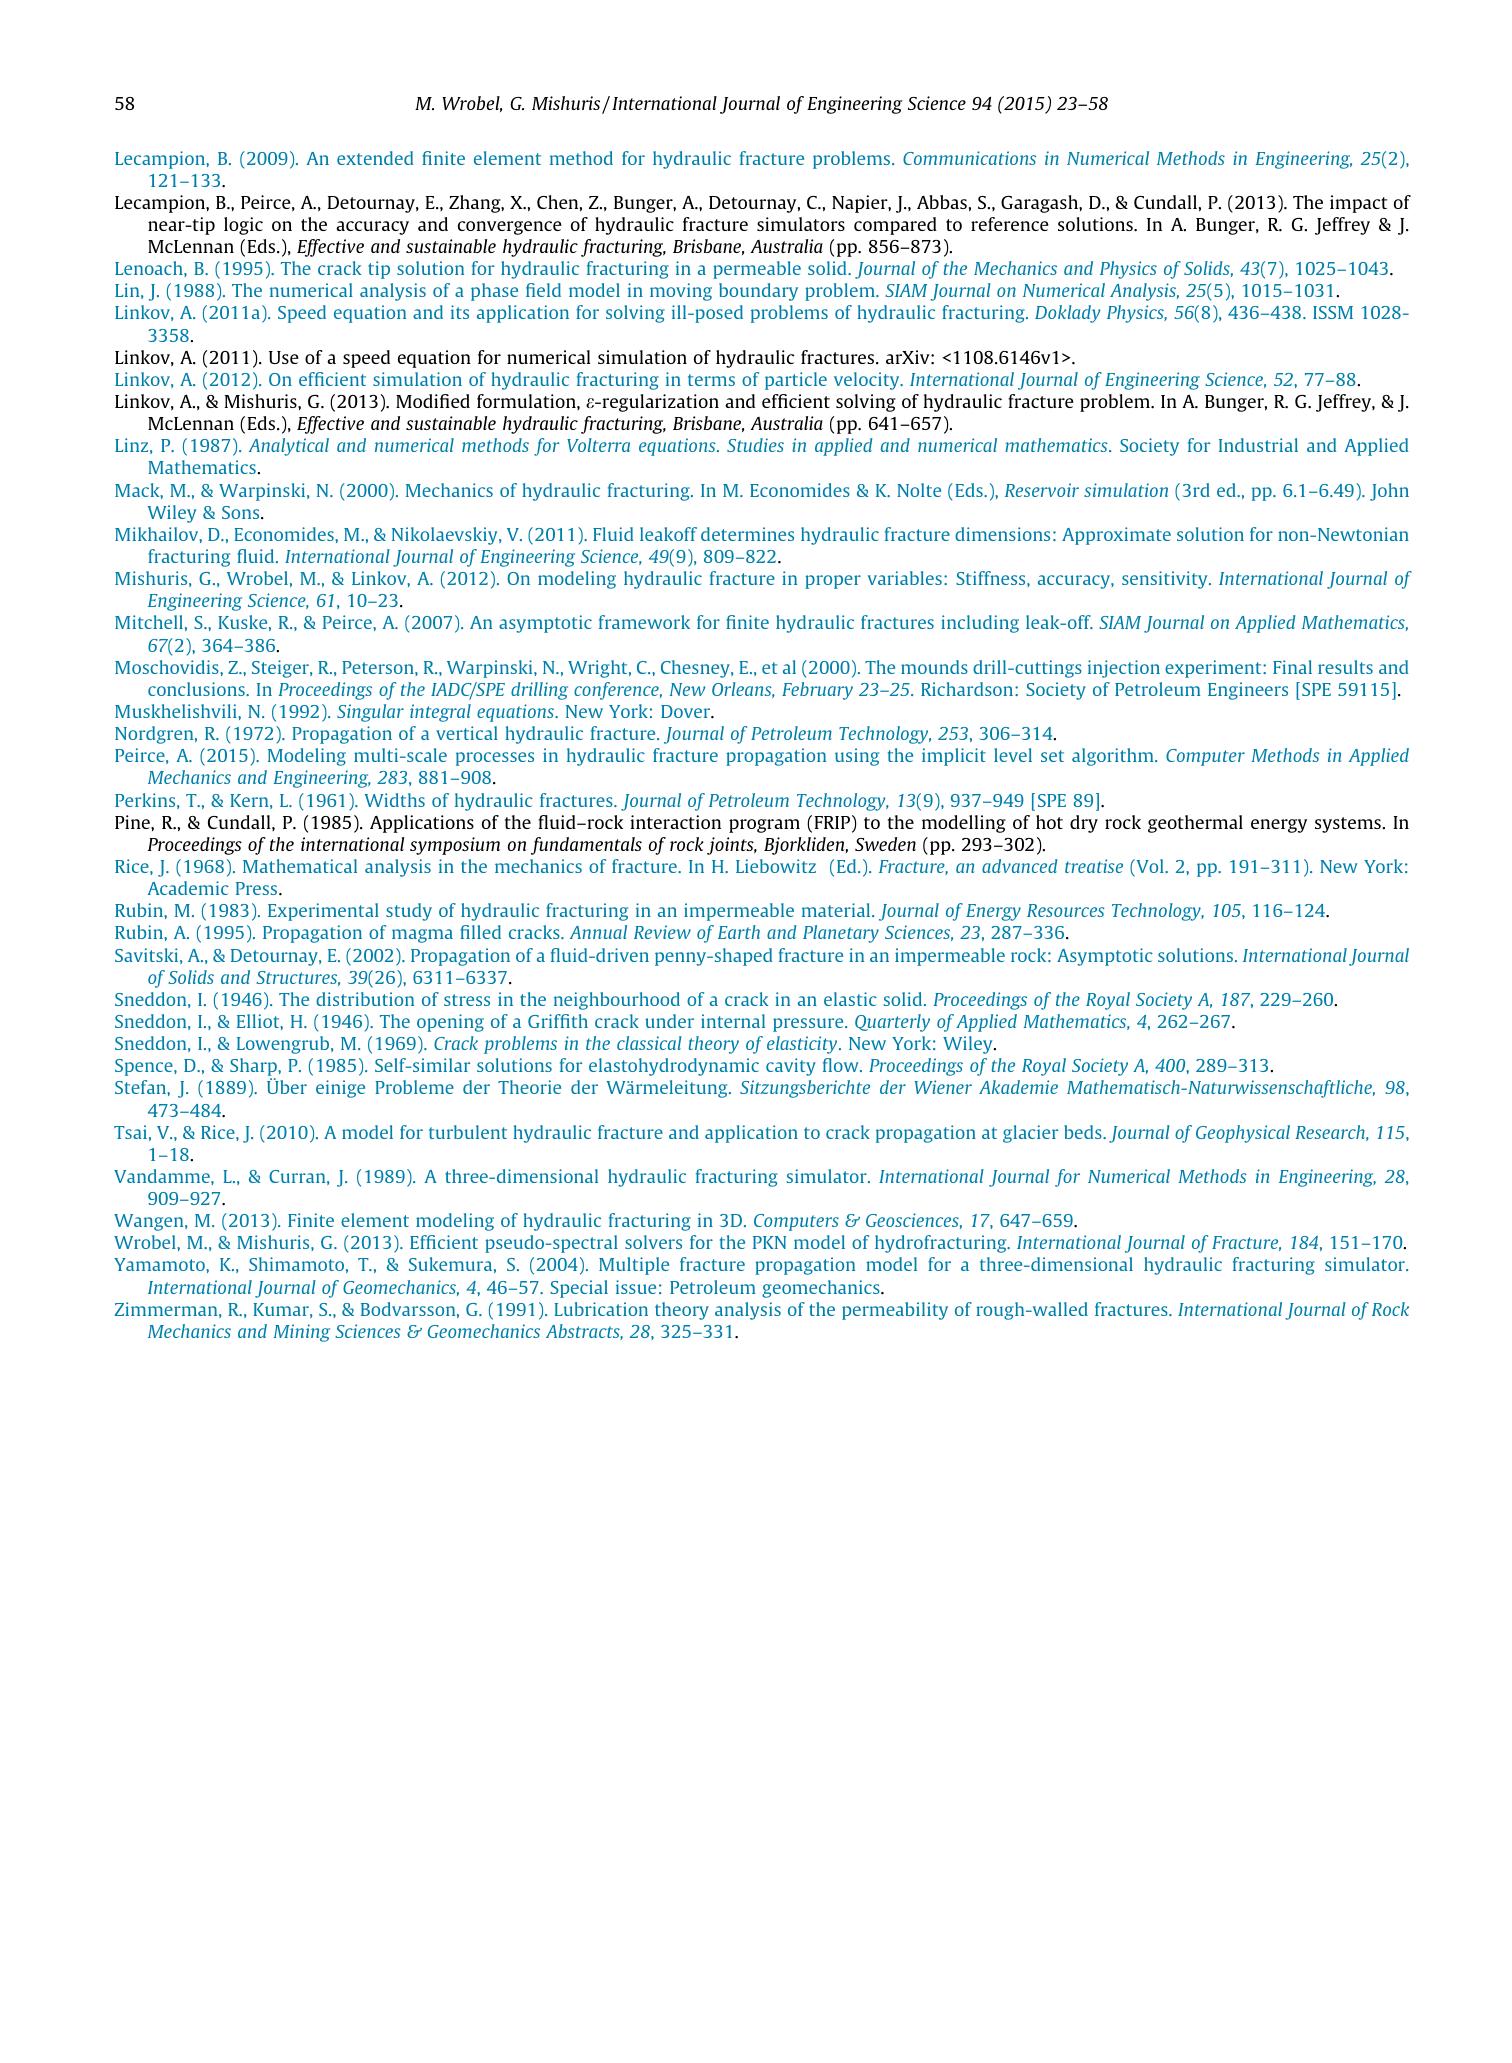 58
M. Wrobel, G. Mishuris / International Journal of Engineering Science 94 (2015) 23–58
Lecampion, B. (2009). An extended finite element method for hydraulic fracture problems. Communications in Numerical Methods in Engineering, 25(2),
121–133.
Lecampion, B., Peirce, A., Detournay, E., Zhang, X., Chen, Z., Bunger, A., Detournay, C., Napier, J., Abbas, S., Garagash, D., & Cundall, P. (2013). The impact of
near-tip logic on the accuracy and convergence of hydraulic fracture simulators compared to reference solutions. In A. Bunger, R. G. Jeffrey & J.
McLennan (Eds.), Effective and sustainable hydraulic fracturing, Brisbane, Australia (pp. 856–873).
Lenoach, B. (1995). The crack tip solution for hydraulic fracturing in a permeable solid. Journal of the Mechanics and Physics of Solids, 43(7), 1025–1043.
Lin, J. (1988). The numerical analysis of a phase field model in moving boundary problem. SIAM Journal on Numerical Analysis, 25(5), 1015–1031.
Linkov, A. (2011a). Speed equation and its application for solving ill-posed problems of hydraulic fracturing. Doklady Physics, 56(8), 436–438. ISSM 1028-
3358.
Linkov, A. (2011). Use of a speed equation for numerical simulation of hydraulic fractures. arXiv: <1108.6146v1>.
Linkov, A. (2012). On efficient simulation of hydraulic fracturing in terms of particle velocity. International Journal of Engineering Science, 52, 77–88.
Linkov, A., & Mishuris, G. (2013). Modified formulation, ε-regularization and efficient solving of hydraulic fracture problem. In A. Bunger, R. G. Jeffrey, & J.
McLennan (Eds.), Effective and sustainable hydraulic fracturing, Brisbane, Australia (pp. 641–657).
Linz, P. (1987). Analytical and numerical methods for Volterra equations. Studies in applied and numerical mathematics. Society for Industrial and Applied
Mathematics.
Mack, M., & Warpinski, N. (2000). Mechanics of hydraulic fracturing. In M. Economides & K. Nolte (Eds.), Reservoir simulation (3rd ed., pp. 6.1–6.49). John
Wiley & Sons.
Mikhailov, D., Economides, M., & Nikolaevskiy, V. (2011). Fluid leakoff determines hydraulic fracture dimensions: Approximate solution for non-Newtonian
fracturing fluid. International Journal of Engineering Science, 49(9), 809–822.
Mishuris, G., Wrobel, M., & Linkov, A. (2012). On modeling hydraulic fracture in proper variables: Stiffness, accuracy, sensitivity. International Journal of
Engineering Science, 61, 10–23.
Mitchell, S., Kuske, R., & Peirce, A. (2007). An asymptotic framework for finite hydraulic fractures including leak-off. SIAM Journal on Applied Mathematics,
67(2), 364–386.
Moschovidis, Z., Steiger, R., Peterson, R., Warpinski, N., Wright, C., Chesney, E., et al (2000). The mounds drill-cuttings injection experiment: Final results and
conclusions. In Proceedings of the IADC/SPE drilling conference, New Orleans, February 23–25. Richardson: Society of Petroleum Engineers [SPE 59115].
Muskhelishvili, N. (1992). Singular integral equations. New York: Dover.
Nordgren, R. (1972). Propagation of a vertical hydraulic fracture. Journal of Petroleum Technology, 253, 306–314.
Peirce, A. (2015). Modeling multi-scale processes in hydraulic fracture propagation using the implicit level set algorithm. Computer Methods in Applied
Mechanics and Engineering, 283, 881–908.
Perkins, T., & Kern, L. (1961). Widths of hydraulic fractures. Journal of Petroleum Technology, 13(9), 937–949 [SPE 89].
Pine, R., & Cundall, P. (1985). Applications of the fluid–rock interaction program (FRIP) to the modelling of hot dry rock geothermal energy systems. In
Proceedings of the international symposium on fundamentals of rock joints, Bjorkliden, Sweden (pp. 293–302).
Rice, J. (1968). Mathematical analysis in the mechanics of fracture. In H. Liebowitz (Ed.). Fracture, an advanced treatise (Vol. 2, pp. 191–311). New York:
Academic Press.
Rubin, M. (1983). Experimental study of hydraulic fracturing in an impermeable material. Journal of Energy Resources Technology, 105, 116–124.
Rubin, A. (1995). Propagation of magma filled cracks. Annual Review of Earth and Planetary Sciences, 23, 287–336.
Savitski, A., & Detournay, E. (2002). Propagation of a fluid-driven penny-shaped fracture in an impermeable rock: Asymptotic solutions. International Journal
of Solids and Structures, 39(26), 6311–6337.
Sneddon, I. (1946). The distribution of stress in the neighbourhood of a crack in an elastic solid. Proceedings of the Royal Society A, 187, 229–260.
Sneddon, I., & Elliot, H. (1946). The opening of a Griffith crack under internal pressure. Quarterly of Applied Mathematics, 4, 262–267.
Sneddon, I., & Lowengrub, M. (1969). Crack problems in the classical theory of elasticity. New York: Wiley.
Spence, D., & Sharp, P. (1985). Self-similar solutions for elastohydrodynamic cavity flow. Proceedings of the Royal Society A, 400, 289–313.
Stefan, J. (1889). Über einige Probleme der Theorie der Wärmeleitung. Sitzungsberichte der Wiener Akademie Mathematisch-Naturwissenschaftliche, 98,
473–484.
Tsai, V., & Rice, J. (2010). A model for turbulent hydraulic fracture and application to crack propagation at glacier beds. Journal of Geophysical Research, 115,
1–18.
Vandamme, L., & Curran, J. (1989). A three-dimensional hydraulic fracturing simulator. International Journal for Numerical Methods in Engineering, 28,
909–927.
Wangen, M. (2013). Finite element modeling of hydraulic fracturing in 3D. Computers & Geosciences, 17, 647–659.
Wrobel, M., & Mishuris, G. (2013). Efficient pseudo-spectral solvers for the PKN model of hydrofracturing. International Journal of Fracture, 184, 151–170.
Yamamoto, K., Shimamoto, T., & Sukemura, S. (2004). Multiple fracture propagation model for a three-dimensional hydraulic fracturing simulator.
International Journal of Geomechanics, 4, 46–57. Special issue: Petroleum geomechanics.
Zimmerman, R., Kumar, S., & Bodvarsson, G. (1991). Lubrication theory analysis of the permeability of rough-walled fractures. International Journal of Rock
Mechanics and Mining Sciences & Geomechanics Abstracts, 28, 325–331.